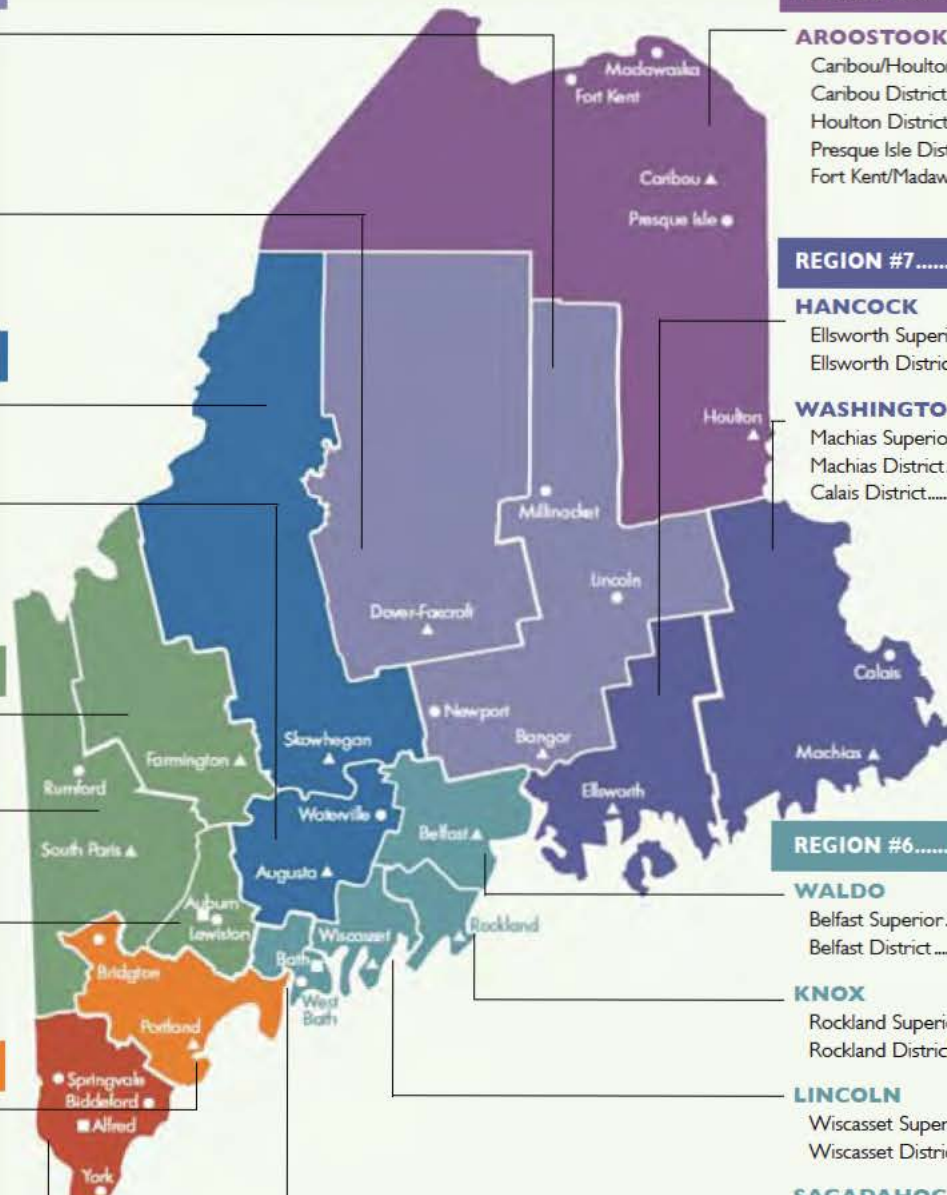 Madawaska
Fort Kent
Caribou
Presque Isle
Houlton
Millinocket
Lincoln
Dover-Foxcroft
Calais
Newport
Bangor
Machias
Skowhegan
Farmington
Ellsworth
Rumford
Waterville
Belfast
South Paris
Augusta
Auburn
Lewiston
Wiscasset
Rockland
Bath
West
Bath
Bridgton
Portland
Springvale
Biddeford
Alfred
York
AROOSTOOK
Caribou/Houlton
Caribou District
Houlton District
Presque Isle Dist
Fort Kent/Madaw
REGION #7......
HANCOCK
Ellsworth Superi
Ellsworth Distric
WASHINGTO
Machias Superio
Machias District.
Calais District.....
REGION #6......
WALDO
Belfast Superior.
Belfast District ...
KNOX
Rockland Superi
Rockland Distric
LINCOLN
Wiscasset Super
Wiscasset Distri